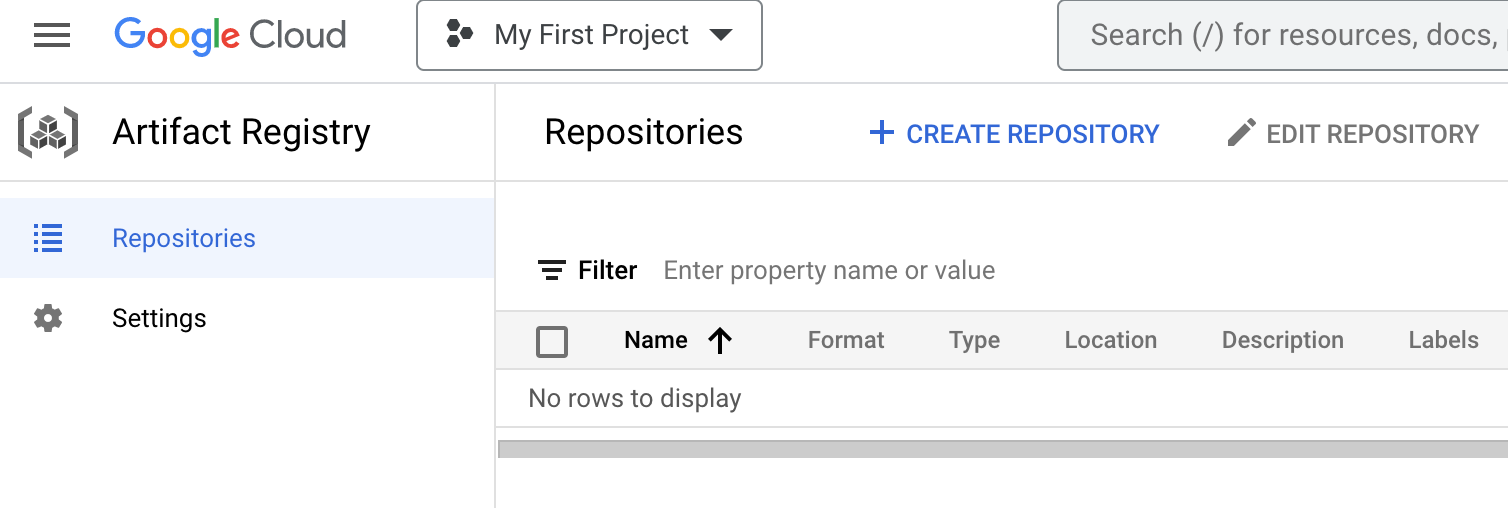 Google Cloud
My First Project
Search (/) for resources, docs,
Artifact Registry
Repositories
CREATE REPOSITORY
EDIT REPOSITORY
Repositories
Settings
Filter Enter property name or value
Name Format Type Location Description Labels
No rows to display